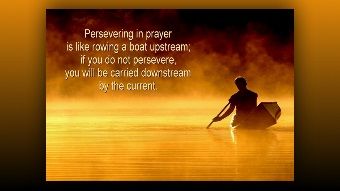 Persevering in prayer
is like rowing a boat upstream;
if you do not persevere,
you will be carried downstream
by the current.